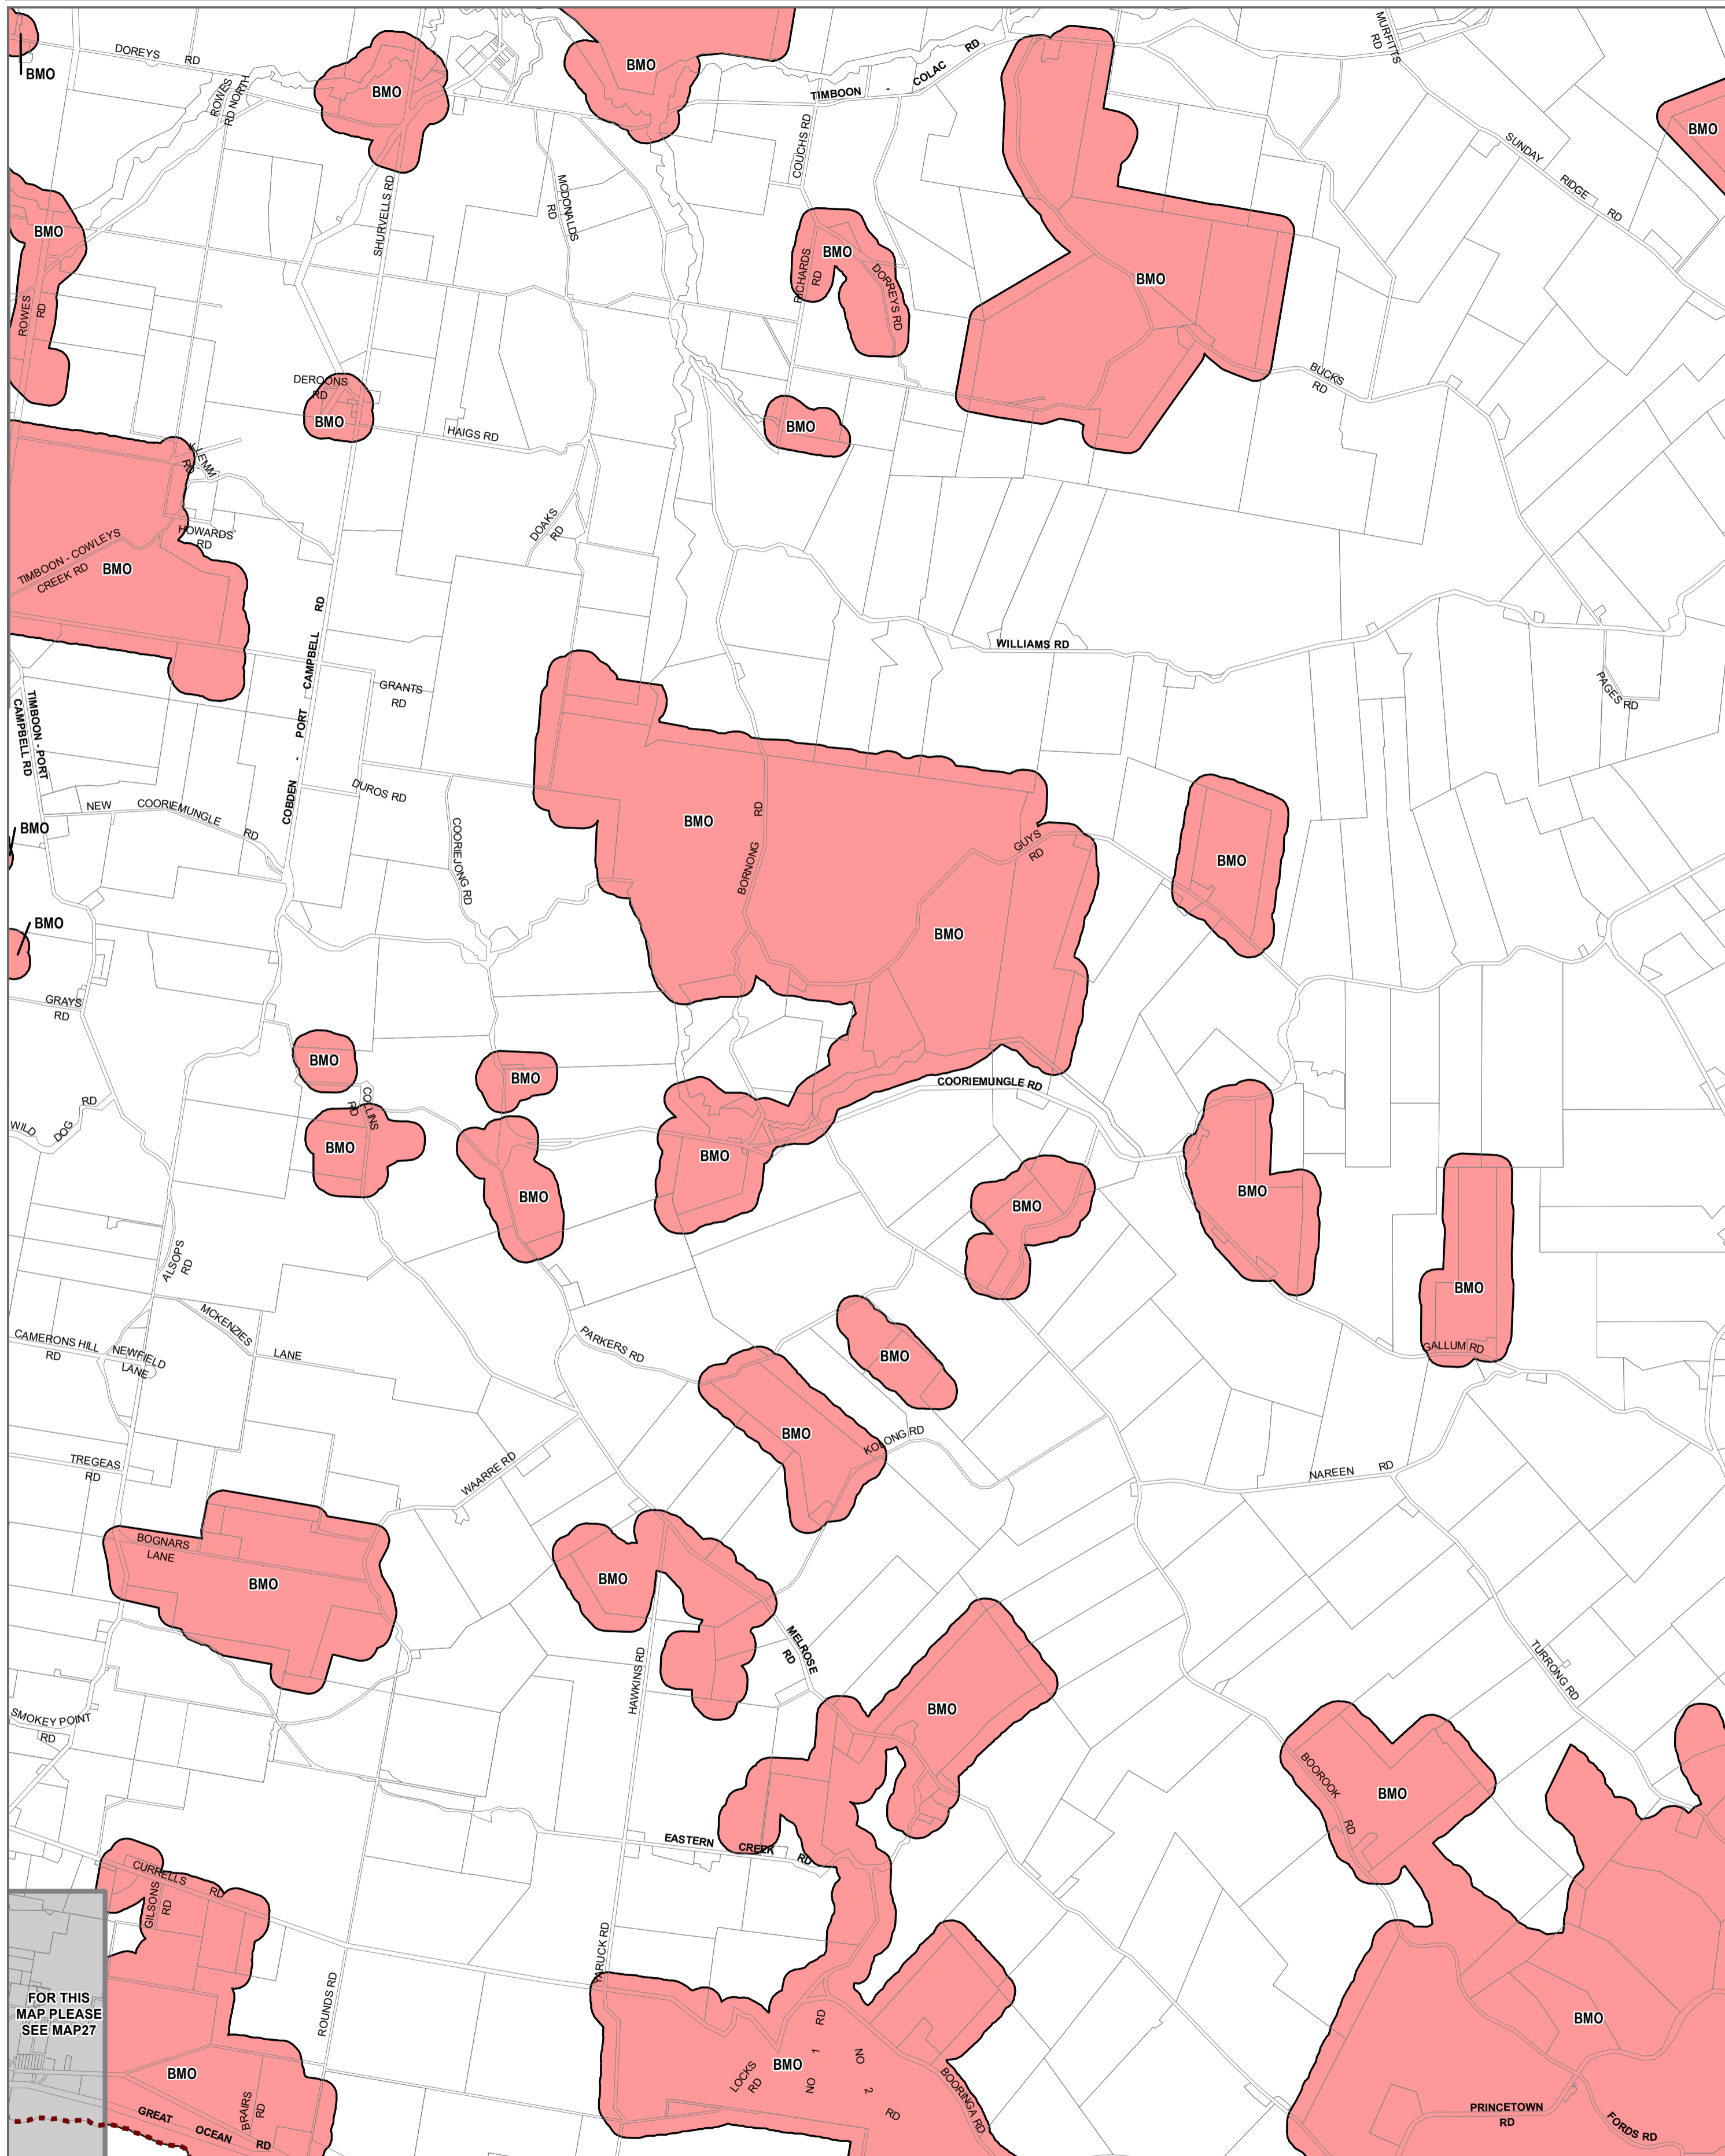 DOREYS RD
BMO
ROWES
RD NORTH
BMO
BMO
TIMBOON - COLAC RD
MURFITTS
RD
BMO
SUNDAY RIDGE RD
COUCHS RD
MCDONALDS
RD
SHURVELLS RD
BMO
ROWES
RD
BMO
RICHARDS
RD
DORREYS RD
BMO
BUCKS
RD
DEROONS
RD
BMO
HAIGS RD
BMO
KLEMM
RD
HOWARDS
RD
DOAKS
RD
TIMBOON - COWLEYS
CREEK RD
BMO
COBDEN - PORT CAMPBELL RD
WILLIAMS RD
GRANTS
RD
PAGES RD
TIMBOON - PORT
CAMPBELL RD
DUROS RD
NEW COORIEMUNGLE RD
BMO
COORIEJONG RD
BMO
BORNONG RD
GUYS
RD
BMO
BMO
BMO
GRAYS
RD
BMO
BMO
COORIEMUNGLE RD
COLLINS
RD
WILD DOG RD
BMO
BMO
BMO
BMO
BMO
BMO
ALSOPS
RD
MCKENZIES LANE
CAMERONS HILL
RD
NEWFIELD
LANE
PARKERS RD
BMO
GALLUM RD
BMO
KOLONG RD
TREGEAS
RD
WAARRE RD
NAREEN RD
BOGNARS
LANE
BMO
BMO
MELROSE
RD
HAWKINS RD
TURRONG RD
SMOKEY POINT
RD
BMO
BOOROOK RD
BMO
EASTERN CREEK RD
CURRELLS RD
GILSONS
RD
YARUCK RD
ROUNDS RD
FOR THIS
MAP PLEASE
SEE MAP27
BMO
BMO
LOCKS
RD
NO 1 RD
NO 2 RD
BOORINGA RD
BMO
BRAIRS
RD
GREAT OCEAN RD
PRINCETOWN
RD
FORDS RD